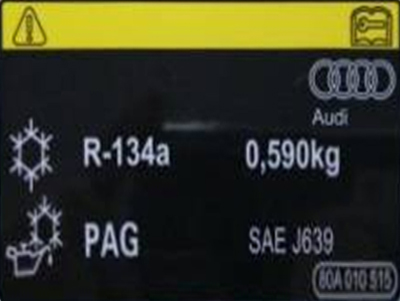 Audi
R-134a 0,590kg
PAG SAE J639
80A 010 515